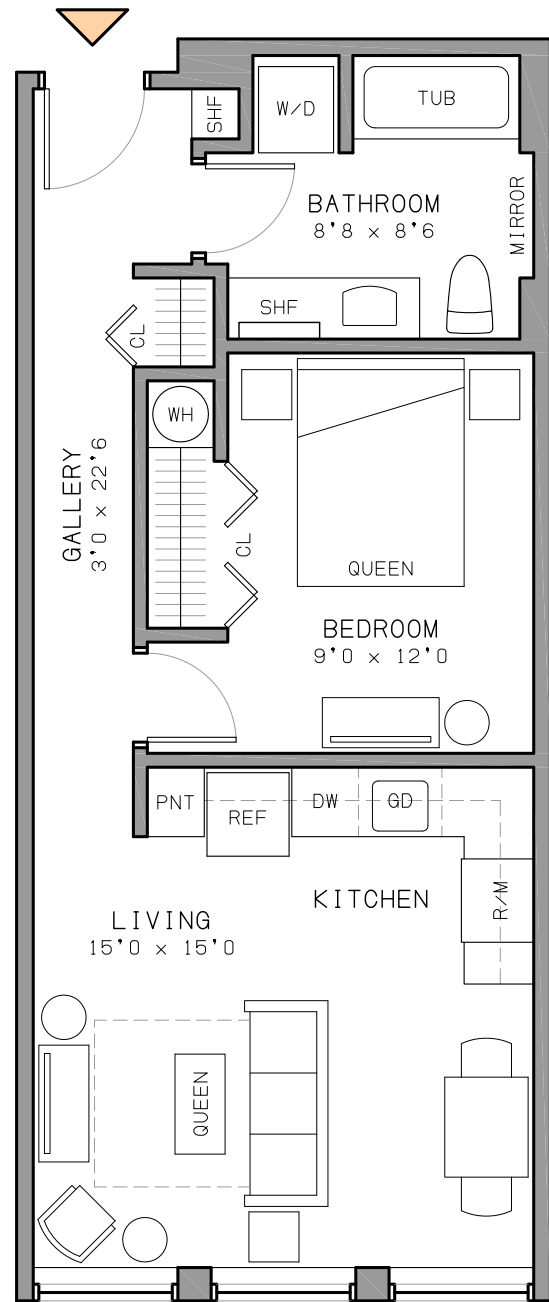 SHF
W/D
TUB
BATHROOM
8'8 x 8'6
MIRROR
SHF
CL
WH
GALLERY
3'0 x 22'6
CL
QUEEN
BEDROOM
9'0 x 12'0
PNT
REF
DW
GD
R/M
KITCHEN
LIVING
15'0 x 15'0
QUEEN